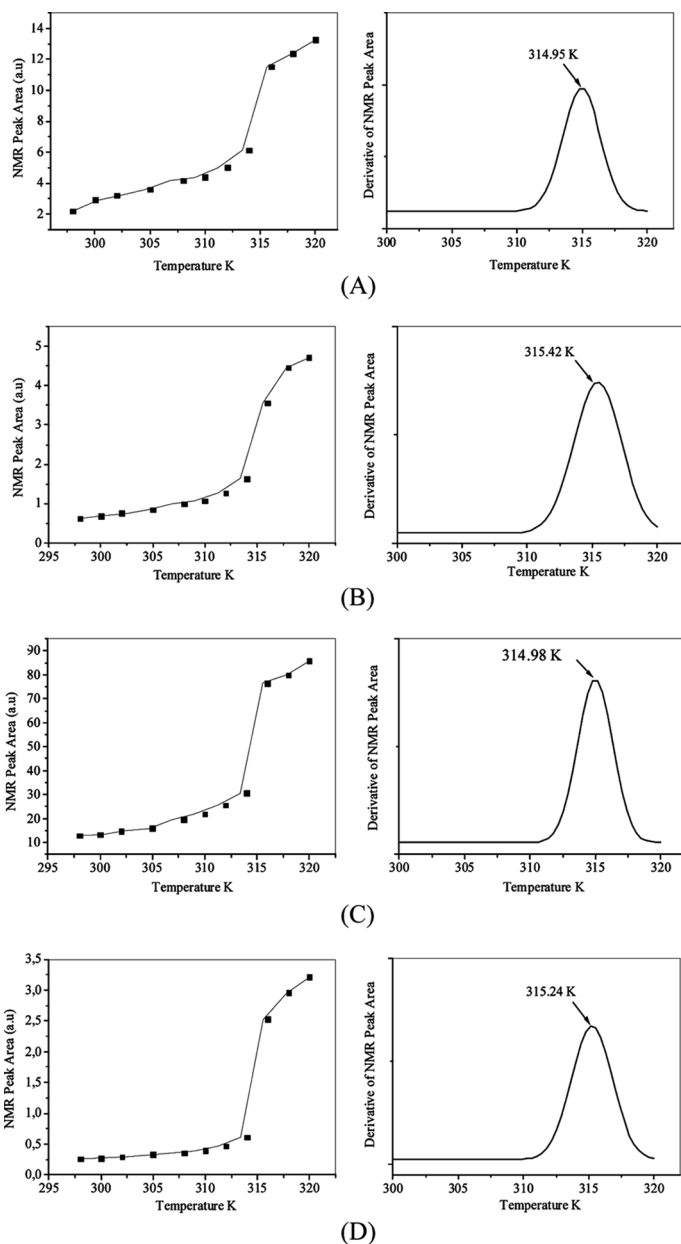 NMR Peak Area (a.u)
14
12
10
8
6
4
2
300 305 310 315 320
Temperature K
Derivative of NMR Peak Area
314.95 K
300 305 310 315 320
Temperature K
(A)
NMR Peak Area (a.u)
5
4
3
2
1
0
295 300 305 310 315 320
Temperature K
Derivative of NMR Peak Area
315.42 K
300 305 310 315 320
Temperature K
(B)
NMR Peak Area (a.u)
90
80
70
60
50
40
30
20
10
295 300 305 310 315 320
Temperature K
Derivative of NMR Peak Area
314.98 K
300 305 310 315 320
Temperature K
(C)
NMR Peak Area (a.u)
3,5
3,0
2,5
2,0
1,5
1,0
0,5
0,0
295 300 305 310 315 320
Temperature K
Derivative of NMR Peak Area
315.24 K
300 305 310 315 320
Temperature K
(D)